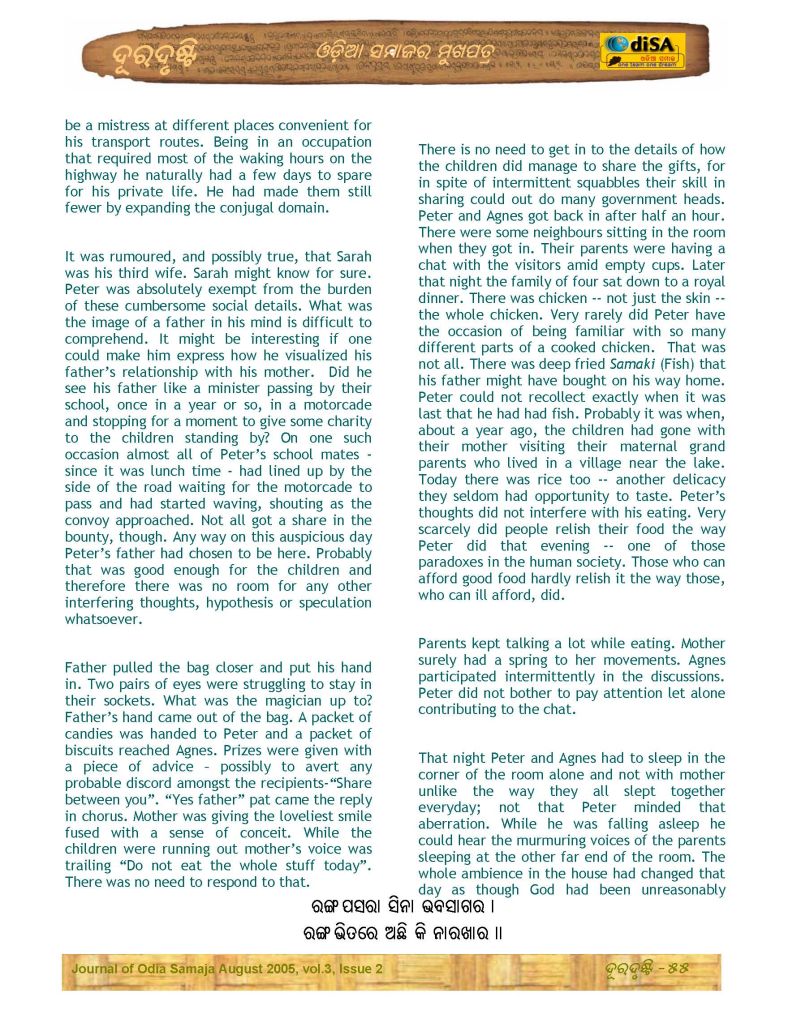 ଦୂରଦୃଷ୍ଟି
ଓଡ଼ିଆ ସମାଜର ମୁଖପତ୍ର
OdiSA
ଓଡ଼ିଆ ସମାଜ
one team one dream
be a mistress at different places convenient for
his transport routes. Being in an occupation
that required most of the waking hours on the
highway he naturally had a few days to spare
for his private life. He had made them still
fewer by expanding the conjugal domain.
It was rumoured, and possibly true, that Sarah
was his third wife. Sarah might know for sure.
Peter was absolutely exempt from the burden
of these cumbersome social details. What was
the image of a father in his mind is difficult to
comprehend. It might be interesting if one
could make him express how he visualized his
father’s relationship with his mother.  Did he
see his father like a minister passing by their
school, once in a year or so, in a motorcade
and stopping for a moment to give some charity
to the children standing by? On one such
occasion almost all of Peter’s school mates -
since it was lunch time - had lined up by the
side of the road waiting for the motorcade to
pass and had started waving, shouting as the
convoy approached. Not all got a share in the
bounty, though. Any way on this auspicious day
Peter’s father had chosen to be here. Probably
that was good enough for the children and
therefore there was no room for any other
interfering thoughts, hypothesis or speculation
whatsoever.
Father pulled the bag closer and put his hand
in. Two pairs of eyes were struggling to stay in
their sockets. What was the magician up to?
Father’s hand came out of the bag. A packet of
candies was handed to Peter and a packet of
biscuits reached Agnes. Prizes were given with
a piece of advice – possibly to avert any
probable discord amongst the recipients-“Share
between you”. “Yes father” pat came the reply
in chorus. Mother was giving the loveliest smile
fused with a sense of conceit. While the
children were running out mother’s voice was
trailing “Do not eat the whole stuff today”.
There was no need to respond to that.
There is no need to get in to the details of how
the children did manage to share the gifts, for
in spite of intermittent squabbles their skill in
sharing could out do many government heads.
Peter and Agnes got back in after half an hour.
There were some neighbours sitting in the room
when they got in. Their parents were having a
chat with the visitors amid empty cups. Later
that night the family of four sat down to a royal
dinner. There was chicken -- not just the skin --
the whole chicken. Very rarely did Peter have
the occasion of being familiar with so many
different parts of a cooked chicken.  That was
not all. There was deep fried Samaki (Fish) that
his father might have bought on his way home.
Peter could not recollect exactly when it was
last that he had had fish. Probably it was when,
about a year ago, the children had gone with
their mother visiting their maternal grand
parents who lived in a village near the lake.
Today there was rice too -- another delicacy
they seldom had opportunity to taste. Peter’s
thoughts did not interfere with his eating. Very
scarcely did people relish their food the way
Peter did that evening -- one of those
paradoxes in the human society. Those who can
afford good food hardly relish it the way those,
who can ill afford, did.
Parents kept talking a lot while eating. Mother
surely had a spring to her movements. Agnes
participated intermittently in the discussions.
Peter did not bother to pay attention let alone
contributing to the chat.
That night Peter and Agnes had to sleep in the
corner of the room alone and not with mother
unlike the way they all slept together
everyday; not that Peter minded that
aberration. While he was falling asleep he
could hear the murmuring voices of the parents
sleeping at the other far end of the room. The
whole ambience in the house had changed that
day as though God had been unreasonably
ରଙ୍ଗ ପସରା ସିନା ଭବସାଗର ।
ରଙ୍ଗ ଭିତରେ ଅଛି କି ନାରଖାର ॥
Journal of Odia Samaja August 2005, vol.3, Issue 2
ଦୂରଦୃଷ୍ଟି - ୫୫